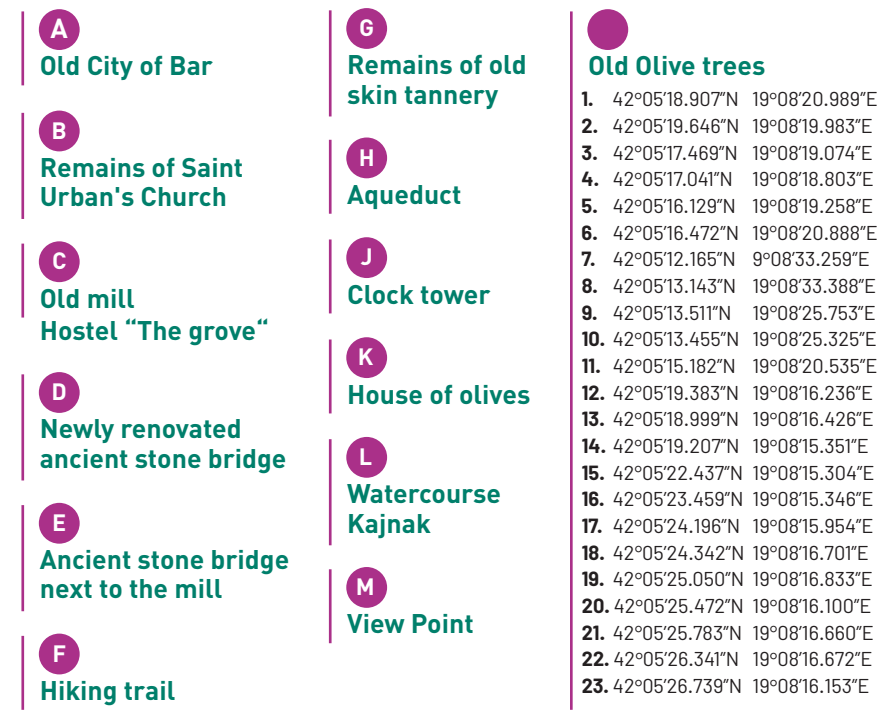 A
Old City of Bar
B
Remains of Saint
Urban's Church
C
Old mill
Hostel “The grove“
D
Newly renovated
ancient stone bridge
E
Ancient stone bridge
next to the mill
F
Hiking trail
G
Remains of old
skin tannery
H
Aqueduct
J
Clock tower
K
House of olives
L
Watercourse
Kajnak
M
View Point
Old Olive trees
1. 42°05'18.907"N 19°08'20.989"E
2. 42°05'19.646"N 19°08'19.983"E
3. 42°05'17.469"N 19°08'19.074"E
4. 42°05'17.041"N 19°08'18.803"E
5. 42°05'16.129"N 19°08'19.258"E
6. 42°05'16.472"N 19°08'20.888"E
7. 42°05'12.165"N 9°08'33.259"E
8. 42°05'13.143"N 19°08'33.388"E
9. 42°05'13.511"N 19°08'25.753"E
10. 42°05'13.455"N 19°08'25.325"E
11. 42°05'15.182"N 19°08'20.535"E
12. 42°05'19.383"N 19°08'16.236"E
13. 42°05'18.999"N 19°08'16.426"E
14. 42°05'19.207"N 19°08'15.351"E
15. 42°05'22.437"N 19°08'15.304"E
16. 42°05'23.459"N 19°08'15.346"E
17. 42°05'24.196"N 19°08'15.954"E
18. 42°05'24.342"N 19°08'16.701"E
19. 42°05'25.050"N 19°08'16.833"E
20. 42°05'25.472"N 19°08'16.100"E
21. 42°05'25.783"N 19°08'16.660"E
22. 42°05'26.341"N 19°08'16.672"E
23. 42°05'26.739"N 19°08'16.153"E